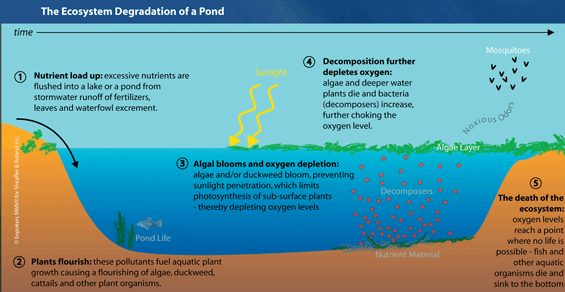 The Ecosystem Degradation of a Pond
time
1 Nutrient load up: excessive nutrients are
flushed into a lake or a pond from
stormwater runoff of fertilizers,
leaves and waterfowl excrement.
Sunlight
4 Decomposition further
depletes oxygen:
algae and deeper water
plants die and bacteria
(decomposers) increase,
further choking the
oxygen level.
Mosquitoes
Noxious Odors
Algae Layer
3 Algal blooms and oxygen depletion:
algae and/or duckweed bloom, preventing
sunlight penetration, which limits
photosynthesis of sub-surface plants
- thereby depleting oxygen levels
Decomposers
5
The death of the
ecosystem:
oxygen levels
reach a point
where no life is
possible - fish and
other aquatic
organisms die and
sink to the bottom
Pond Life
Nutrient Material
2 Plants flourish: these pollutants fuel aquatic plant
growth causing a flourishing of algae, duckweed,
cattails and other plant organisms.